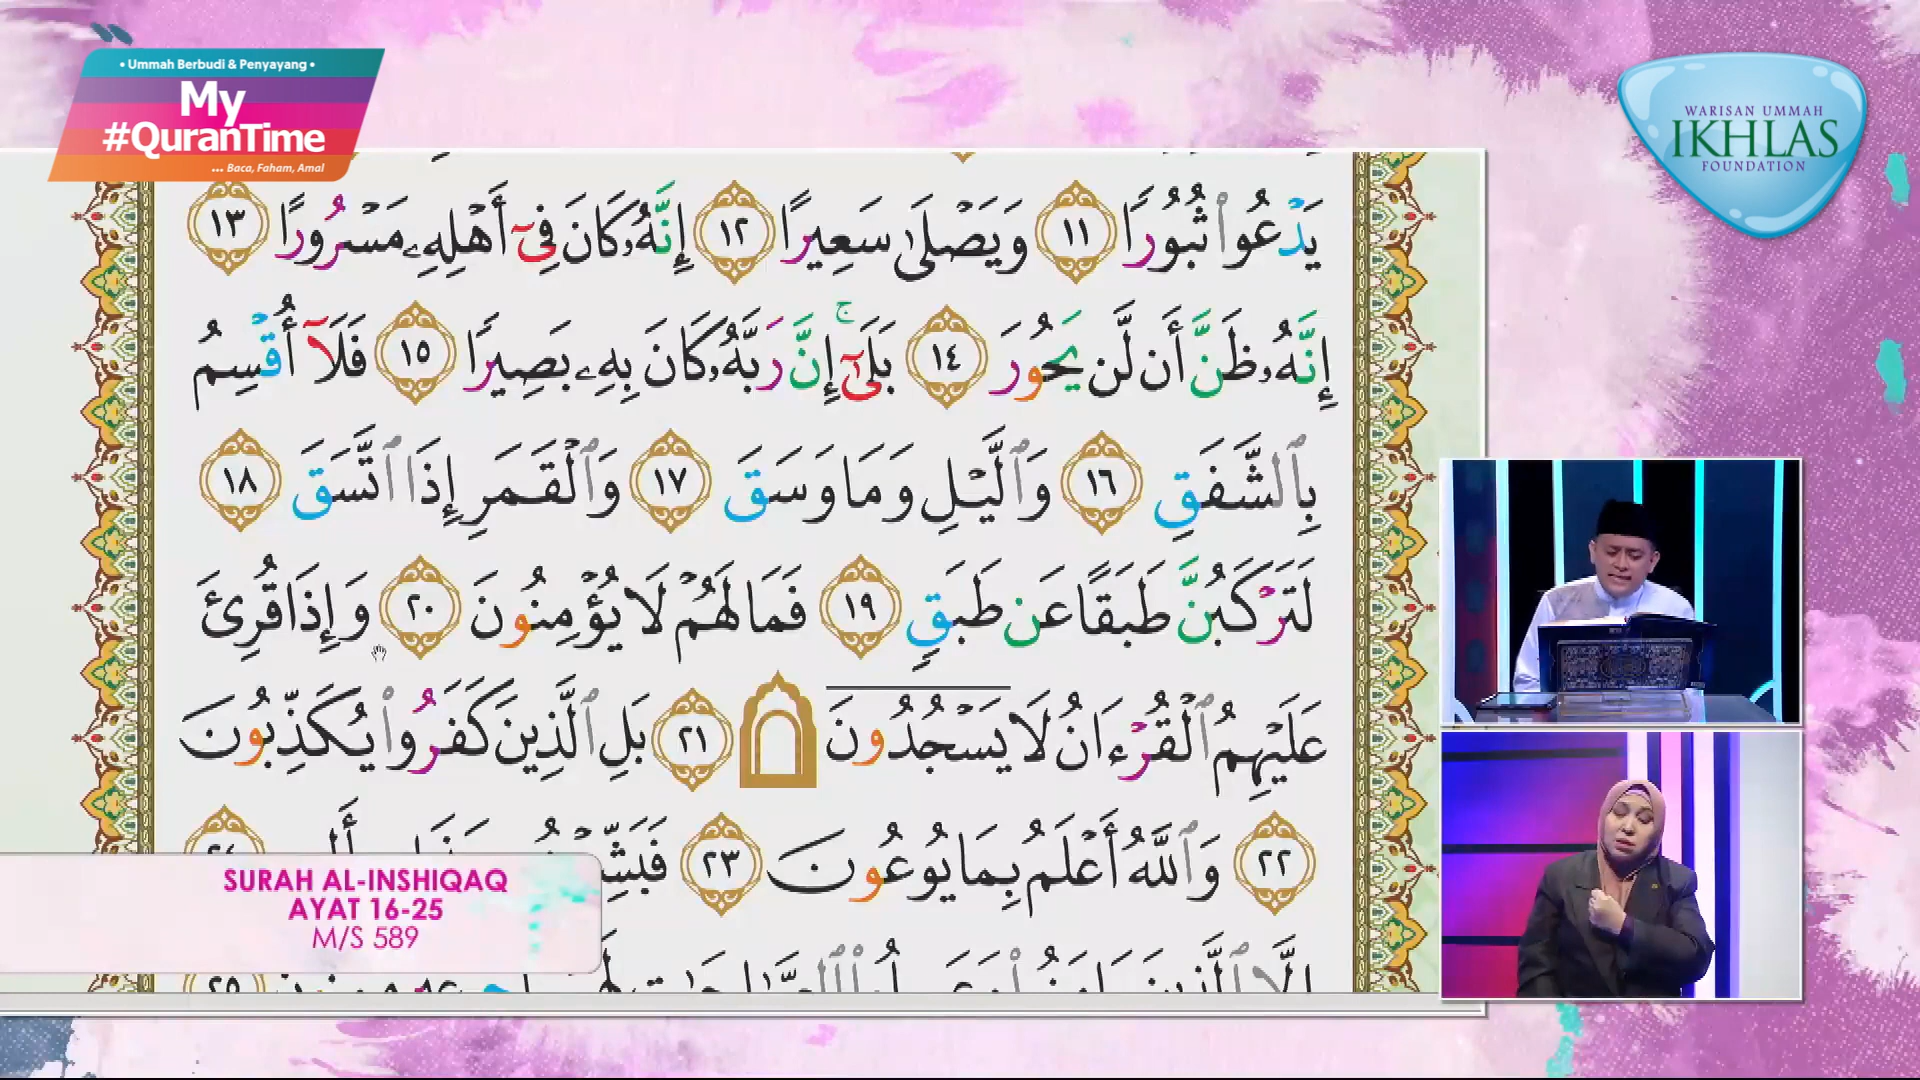 • Ummah Berbudi & Penyayang •
My
#QuranTime
... Baca, Faham, Amal
WARISAN UMMAH
IKHLAS
FOUNDATION
يَدْعُوا۟ ثُبُورًا ١١ وَيَصْلَىٰ سَعِيرًا ١٢ إِنَّهُۥ كَانَ فِىٓ أَهْلِهِۦ مَسْرُورًا ١٣
إِنَّهُۥ ظَنَّ أَن لَّن يَحُورَ ١٤ بَلَىٰٓ ۚ إِنَّ رَبَّهُۥ كَانَ بِهِۦ بَصِيرًا ١٥ فَلَآ أُقْسِمُ
بِٱلشَّفَقِ ١٦ وَٱلَّيْلِ وَمَا وَسَقَ ١٧ وَٱلْقَمَرِ إِذَا ٱتَّسَقَ ١٨
لَتَرْكَبُنَّ طَبَقًا عَن طَبَقٍ ١٩ فَمَا لَهُمْ لَا يُؤْمِنُونَ ٢٠ وَإِذَا قُرِئَ
عَلَيْهِمُ ٱلْقُرْءَانُ لَا يَسْجُدُونَ ۩ ٢١ بَلِ ٱلَّذِينَ كَفَرُوا۟ يُكَذِّبُونَ
٢٢ وَٱللَّهُ أَعْلَمُ بِمَا يُوعُونَ ٢٣
SURAH AL-INSHIQAQ
AYAT 16-25
M/S 589